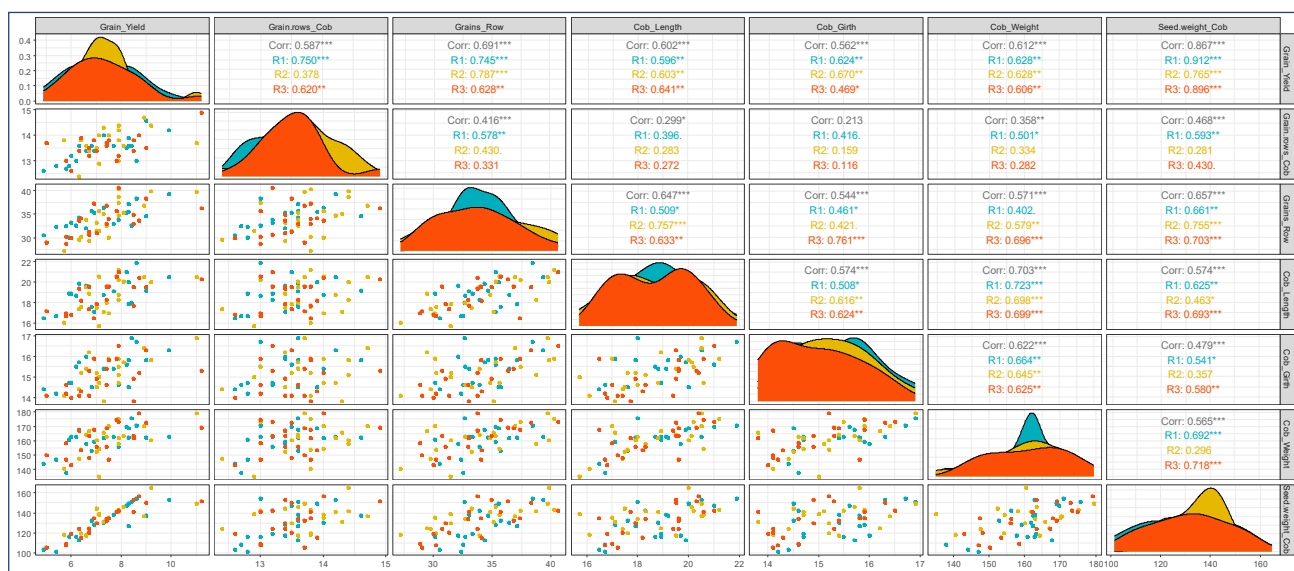 Grain_Yield Grain.rows_Cob Grains_Row Cob_Length Cob_Girth Cob_Weight Seed.weight_Cob
0.4
0.3
0.2
0.1
0.0
Corr: 0.587***
R1: 0.750***
R2: 0.378
R3: 0.620**
Corr: 0.691***
R1: 0.745***
R2: 0.787***
R3: 0.628**
Corr: 0.602***
R1: 0.596**
R2: 0.603**
R3: 0.641**
Corr: 0.562***
R1: 0.624**
R2: 0.670**
R3: 0.469*
Corr: 0.612***
R1: 0.628**
R2: 0.628**
R3: 0.606**
Corr: 0.867***
R1: 0.912***
R2: 0.765***
R3: 0.896***
Grain_Yield
15
14
13
Corr: 0.416***
R1: 0.578**
R2: 0.430.
R3: 0.331
Corr: 0.299*
R1: 0.396.
R2: 0.283
R3: 0.272
Corr: 0.213
R1: 0.416.
R2: 0.159
R3: 0.116
Corr: 0.358**
R1: 0.501*
R2: 0.334
R3: 0.282
Corr: 0.468***
R1: 0.593**
R2: 0.281
R3: 0.430.
Grain.rows_Cob
40
35
30
Corr: 0.647***
R1: 0.509*
R2: 0.757***
R3: 0.633**
Corr: 0.544***
R1: 0.461*
R2: 0.421.
R3: 0.761***
Corr: 0.571***
R1: 0.402.
R2: 0.579**
R3: 0.696***
Corr: 0.657***
R1: 0.661**
R2: 0.755***
R3: 0.703***
Grains_Row
22
20
18
16
Corr: 0.574***
R1: 0.508*
R2: 0.616**
R3: 0.624**
Corr: 0.703***
R1: 0.723***
R2: 0.698***
R3: 0.699***
Corr: 0.574***
R1: 0.625**
R2: 0.463*
R3: 0.693***
Cob_Length
17
16
15
14
Corr: 0.622***
R1: 0.664**
R2: 0.645**
R3: 0.625**
Corr: 0.479***
R1: 0.541*
R2: 0.357
R3: 0.580**
Cob_Girth
180
170
160
150
140
Corr: 0.565***
R1: 0.692***
R2: 0.296
R3: 0.718***
Cob_Weight
160
140
120
100
Seed.weight_Cob
6 8 10 13 14 15 30 35 40 16 18 20 22 14 15 16 17 140 150 160 170 180 100 120 140 160